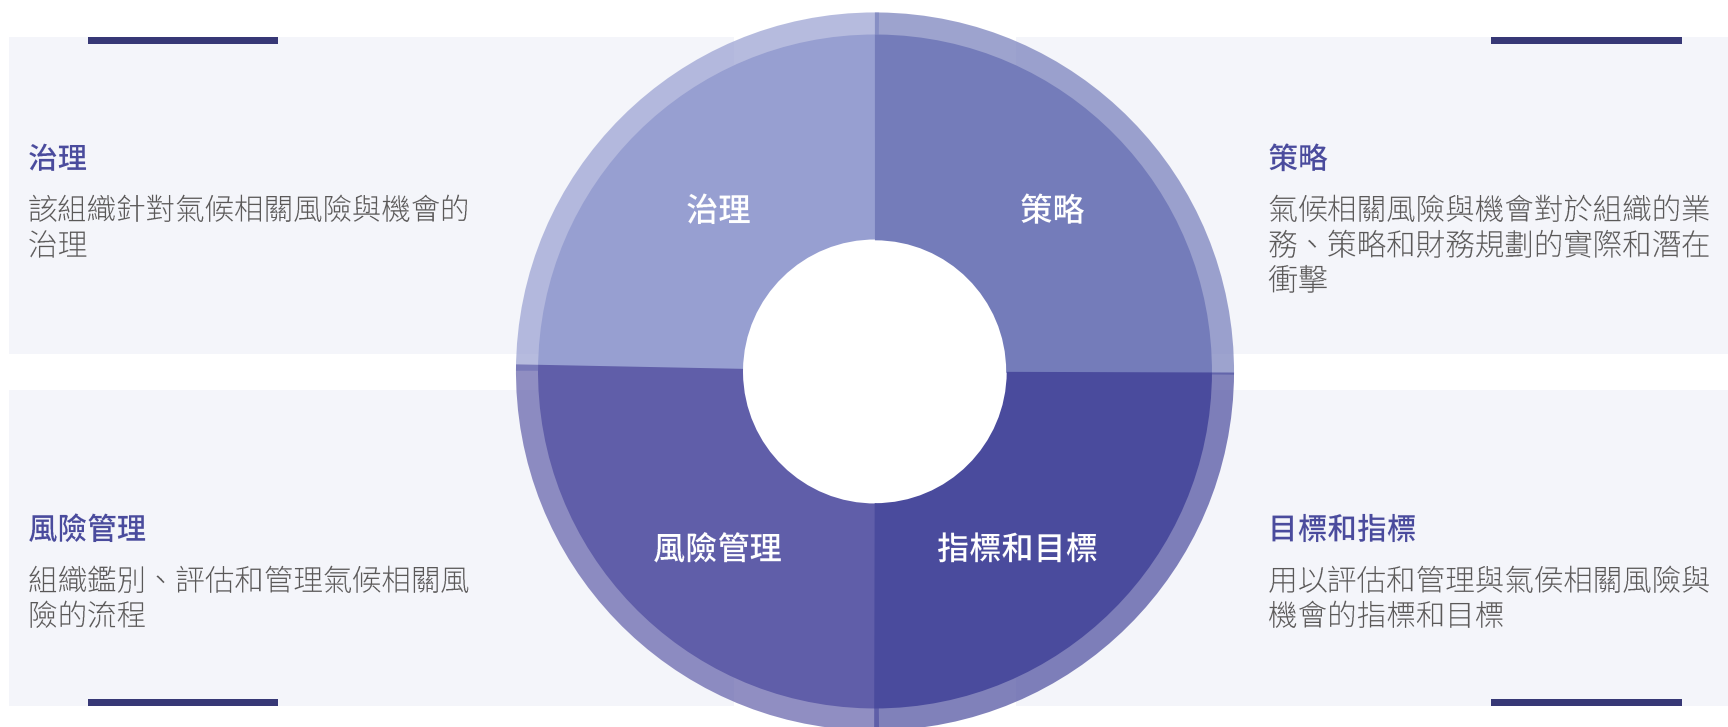 治理
該組織針對氣候相關風險與機會的
治理
治理
策略
策略
氣候相關風險與機會對於組織的業
務、策略和財務規劃的實際和潛在
衝擊
風險管理
組織鑑別、評估和管理氣候相關風
險的流程
風險管理
指標和目標
目標和指標
用以評估和管理與氣侯相關風險與
機會的指標和目標